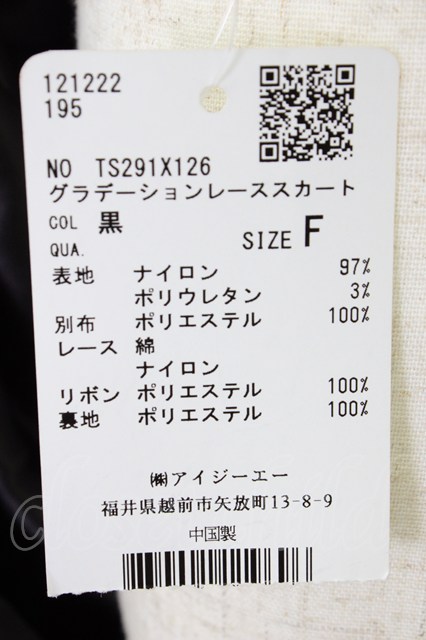 121222
195
NO TS291X126
グラデーションレーススカート
COL 黒
QUA. SIZE F
表地 ナイロン 97%
ポリウレタン 3%
別布 ポリエステル 100%
レース 綿
ナイロン
リボン ポリエステル 100%
裏地 ポリエステル 100%
㈱アイジーエー
福井県越前市矢放町13-8-9
中国製